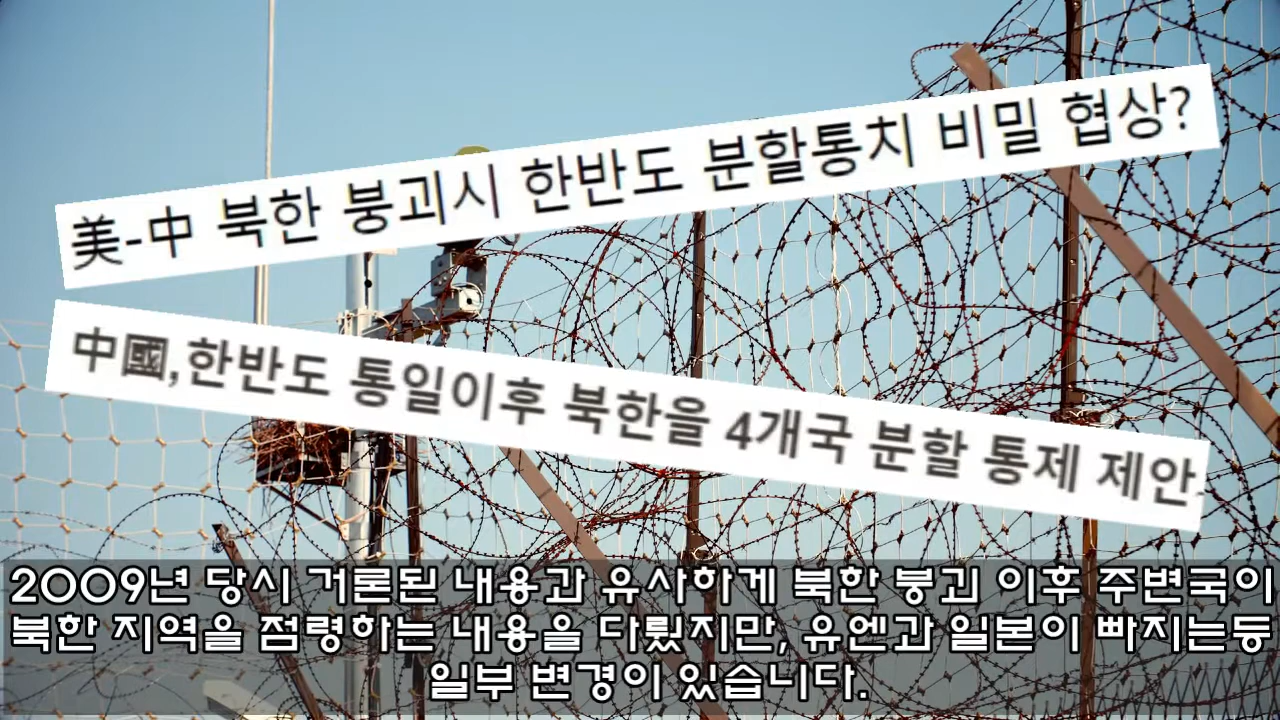 美-中 북한 붕괴시 한반도 분할통치 비밀 협상?
中國,한반도 통일이후 북한을 4개국 분할 통제 제안
2009년 당시 거론된 내용과 유사하게 북한 붕괴 이후 주변국이
북한 지역을 점령하는 내용을 다뤘지만, 유엔과 일본이 빠지는등
일부 변경이 있습니다.